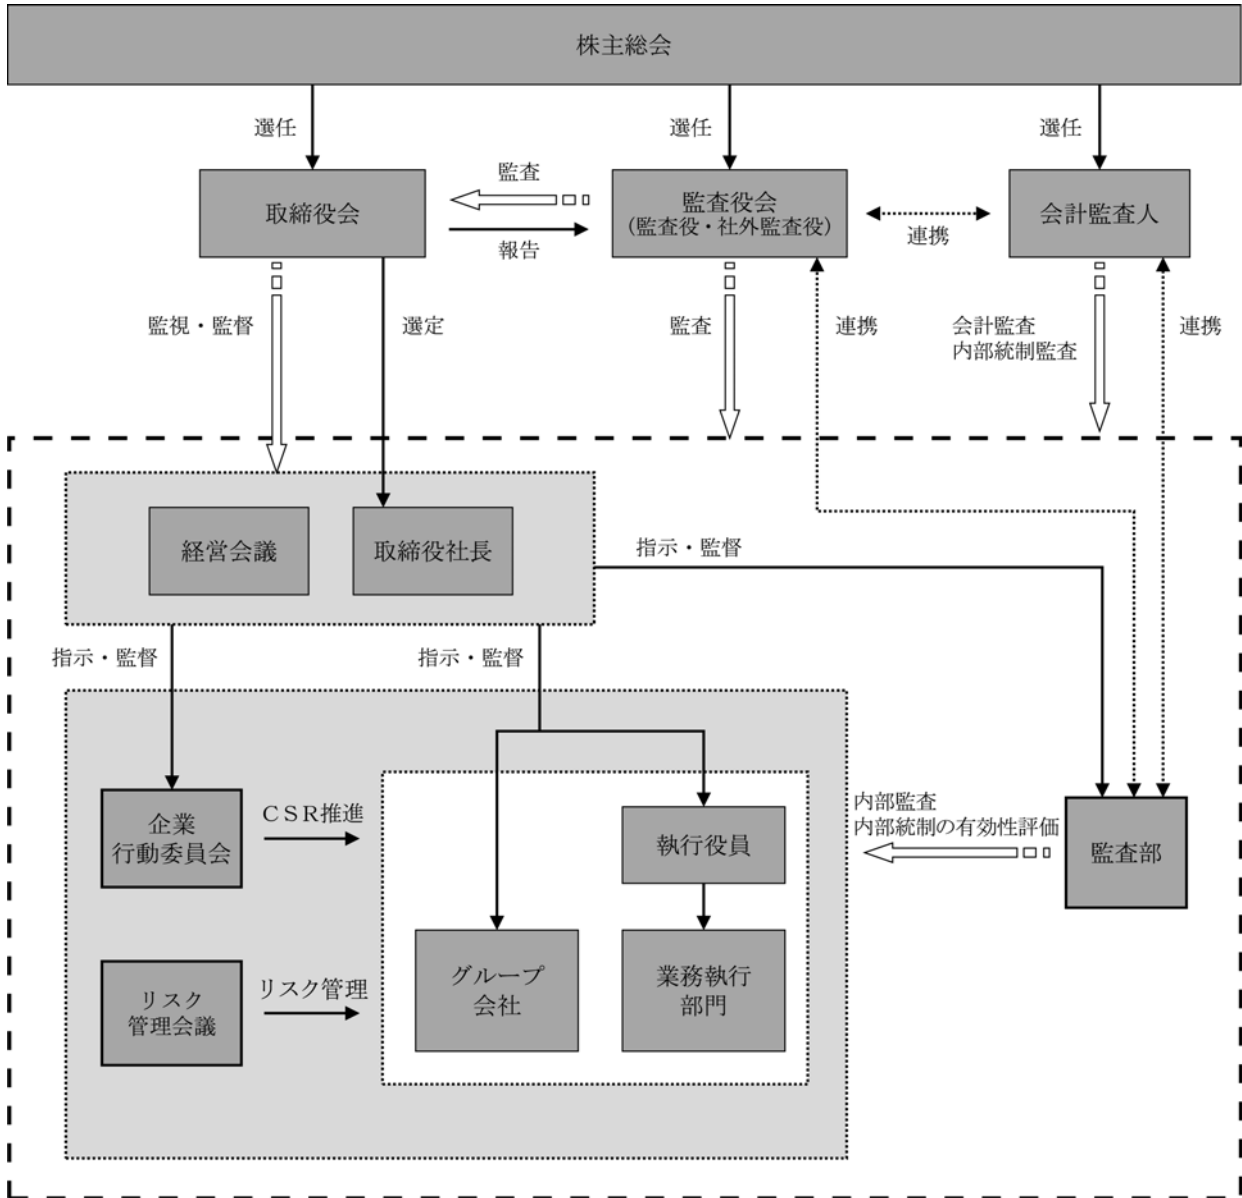 株主総会
選任
選任
選任
取締役会
監査
報告
監査役会
(監査役・社外監査役)
連携
会計監査人
監視・監督
選定
監査
連携
会計監査
内部統制監査
連携
経営会議
取締役社長
指示・監督
指示・監督
指示・監督
企業
行動委員会
CSR推進
執行役員
内部監査
内部統制の有効性評価
監査部
グループ
会社
業務執行
部門
リスク
管理会議
リスク管理